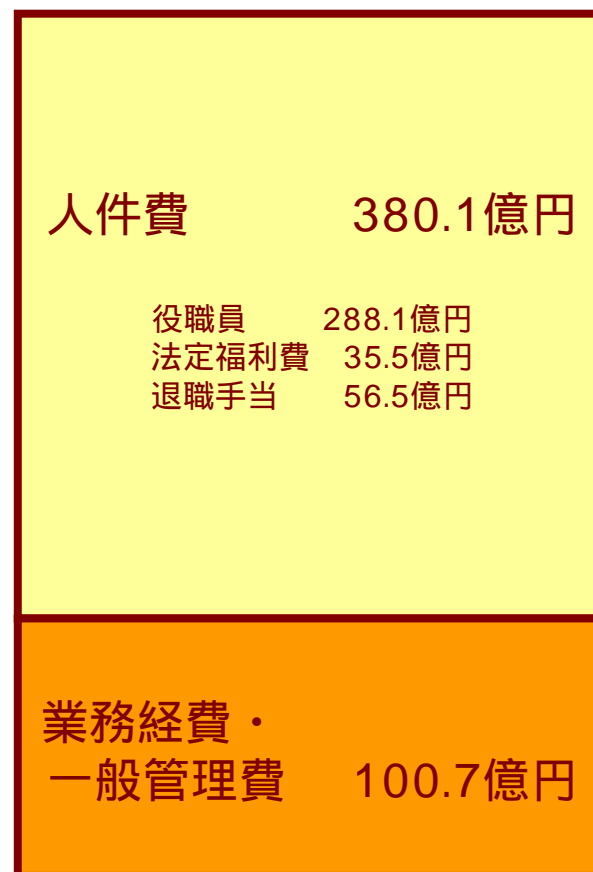 人件費 380.1億円
役職員 288.1億円
法定福利費 35.5億円
退職手当 56.5億円
業務経費・
一般管理費 100.7億円